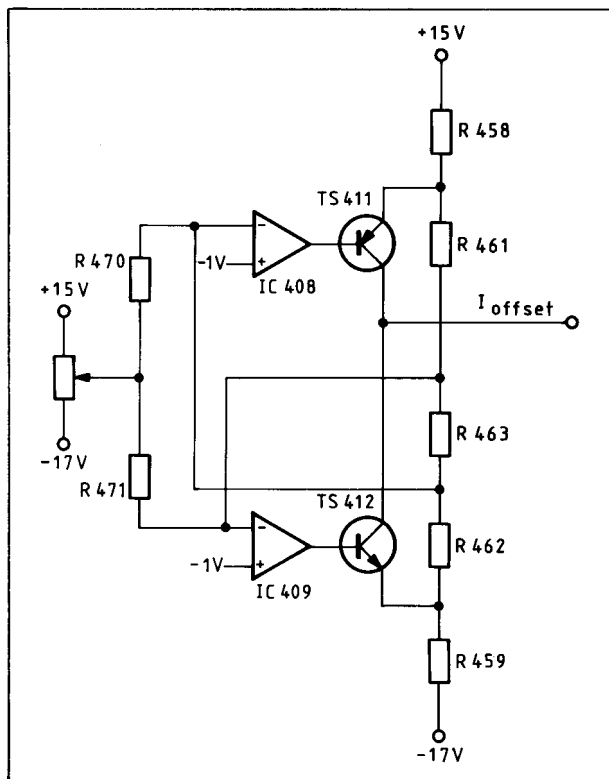 +15V
R 458
TS 411
R 461
R 470
-1V
IC 408
+15V
I offset
R 463
-17V
R 471
TS 412
R 462
-1V
IC 409
R 459
-17V